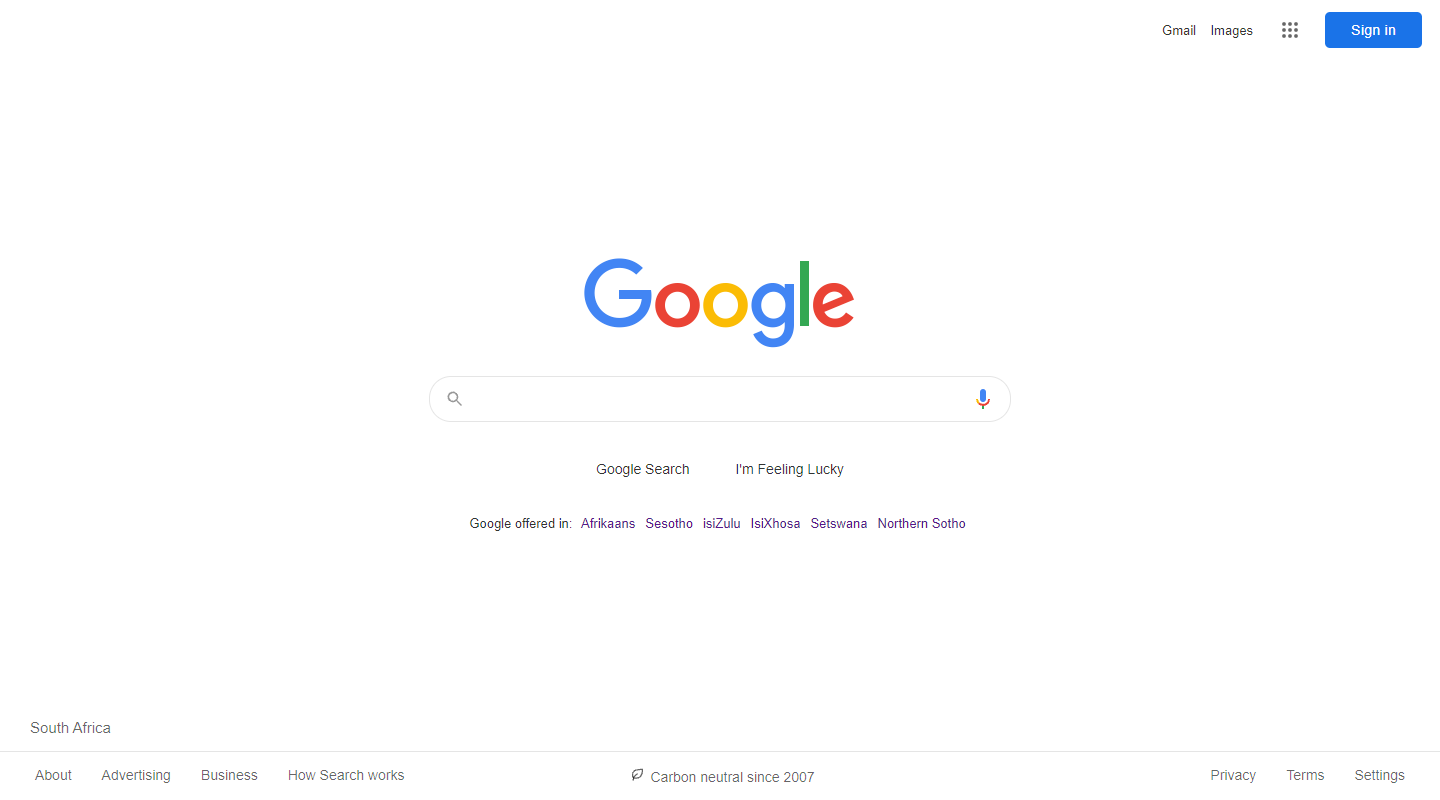 Gmail Images Sign in
Google
Google Search I'm Feeling Lucky
Google offered in: Afrikaans Sesotho isiZulu IsiXhosa Setswana Northern Sotho
South Africa
About Advertising Business How Search works Carbon neutral since 2007 Privacy Terms Settings